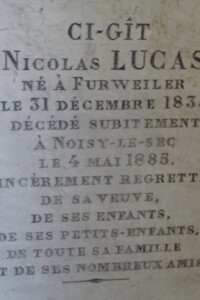 CI-GÎT
NICOLAS LUCAS
NÉ À FURWEILER
LE 31 DÉCEMBRE 183
DÉCÉDÉ SUBITEMENT
À NOISY-LE-SEC
LE 4 MAI 1885.
INCÈREMENT REGRETT
DE SA VEUVE,
DE SES ENFANTS,
DE SES PETITS-ENFANTS,
DE TOUTE SA FAMILLE
ET DE SES NOMBREUX AMIS